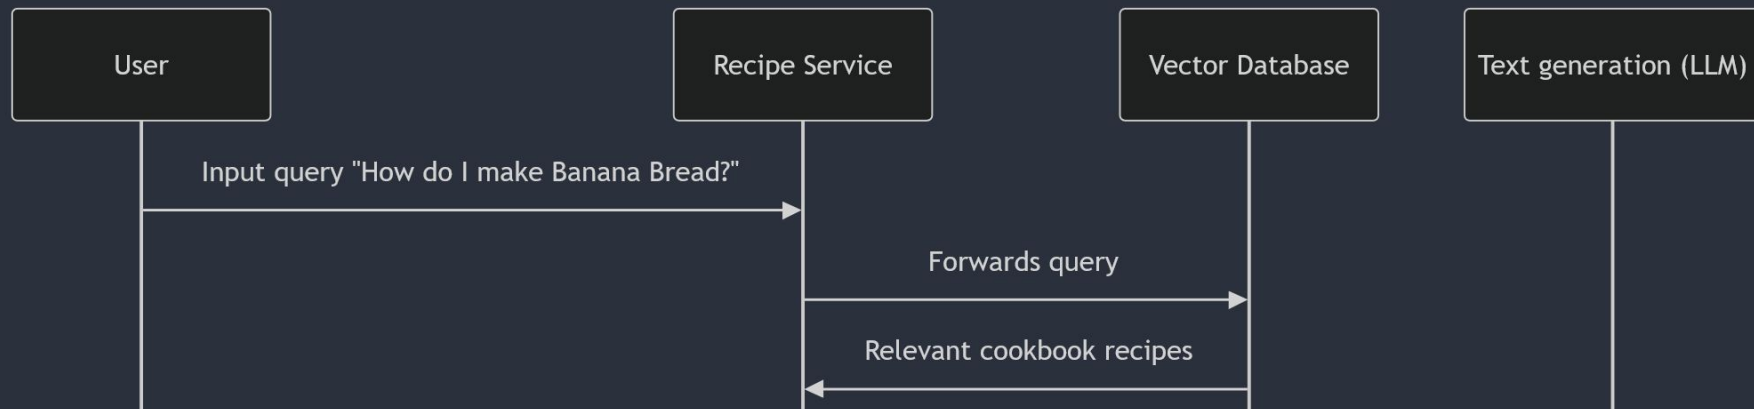 User
Recipe Service
Vector Database
Text generation (LLM)
Input query "How do I make Banana Bread?"
Forwards query
Relevant cookbook recipes